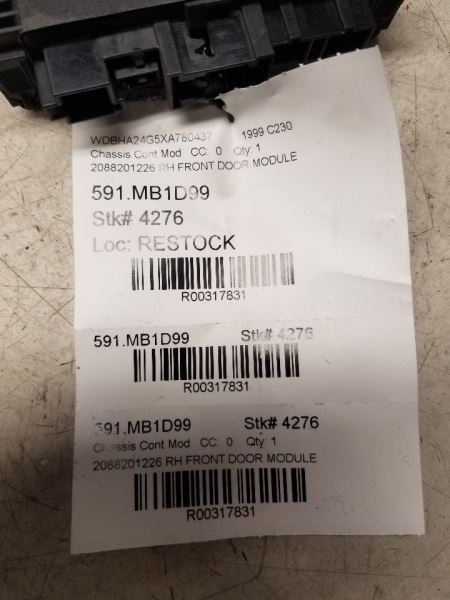 Auto Dis
WDBHA24G5XA780437 1999 C230
Chassis Cont Mod CC: 0 Qty: 1
2088201226 RH FRONT DOOR MODULE
591.MB1D99
Stk# 4276
Loc: RESTOCK
R00317831
591.MB1D99 Stk# 4276
R00317831
591.MB1D99 Stk# 4276
Chassis Cont Mod CC: 0 Qty: 1
2088201226 RH FRONT DOOR MODULE
R00317831